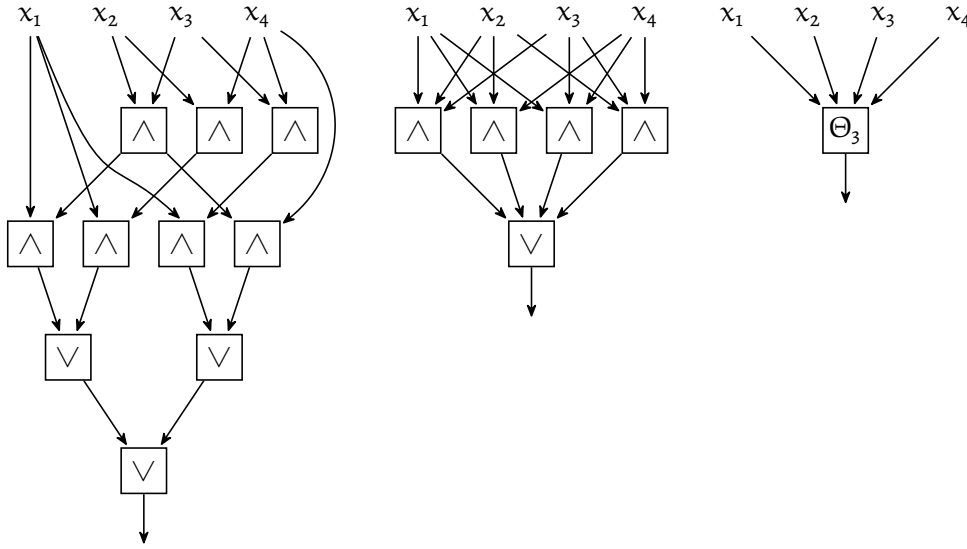 x₁ x₂ x₃ x₄ x₁ x₂ x₃ x₄ x₁ x₂ x₃ x₄
∧ ∧ ∧ ∧ ∧ ∧ ∧ Θ₃
∧ ∧ ∧ ∧ ∨
∨ ∨
∨